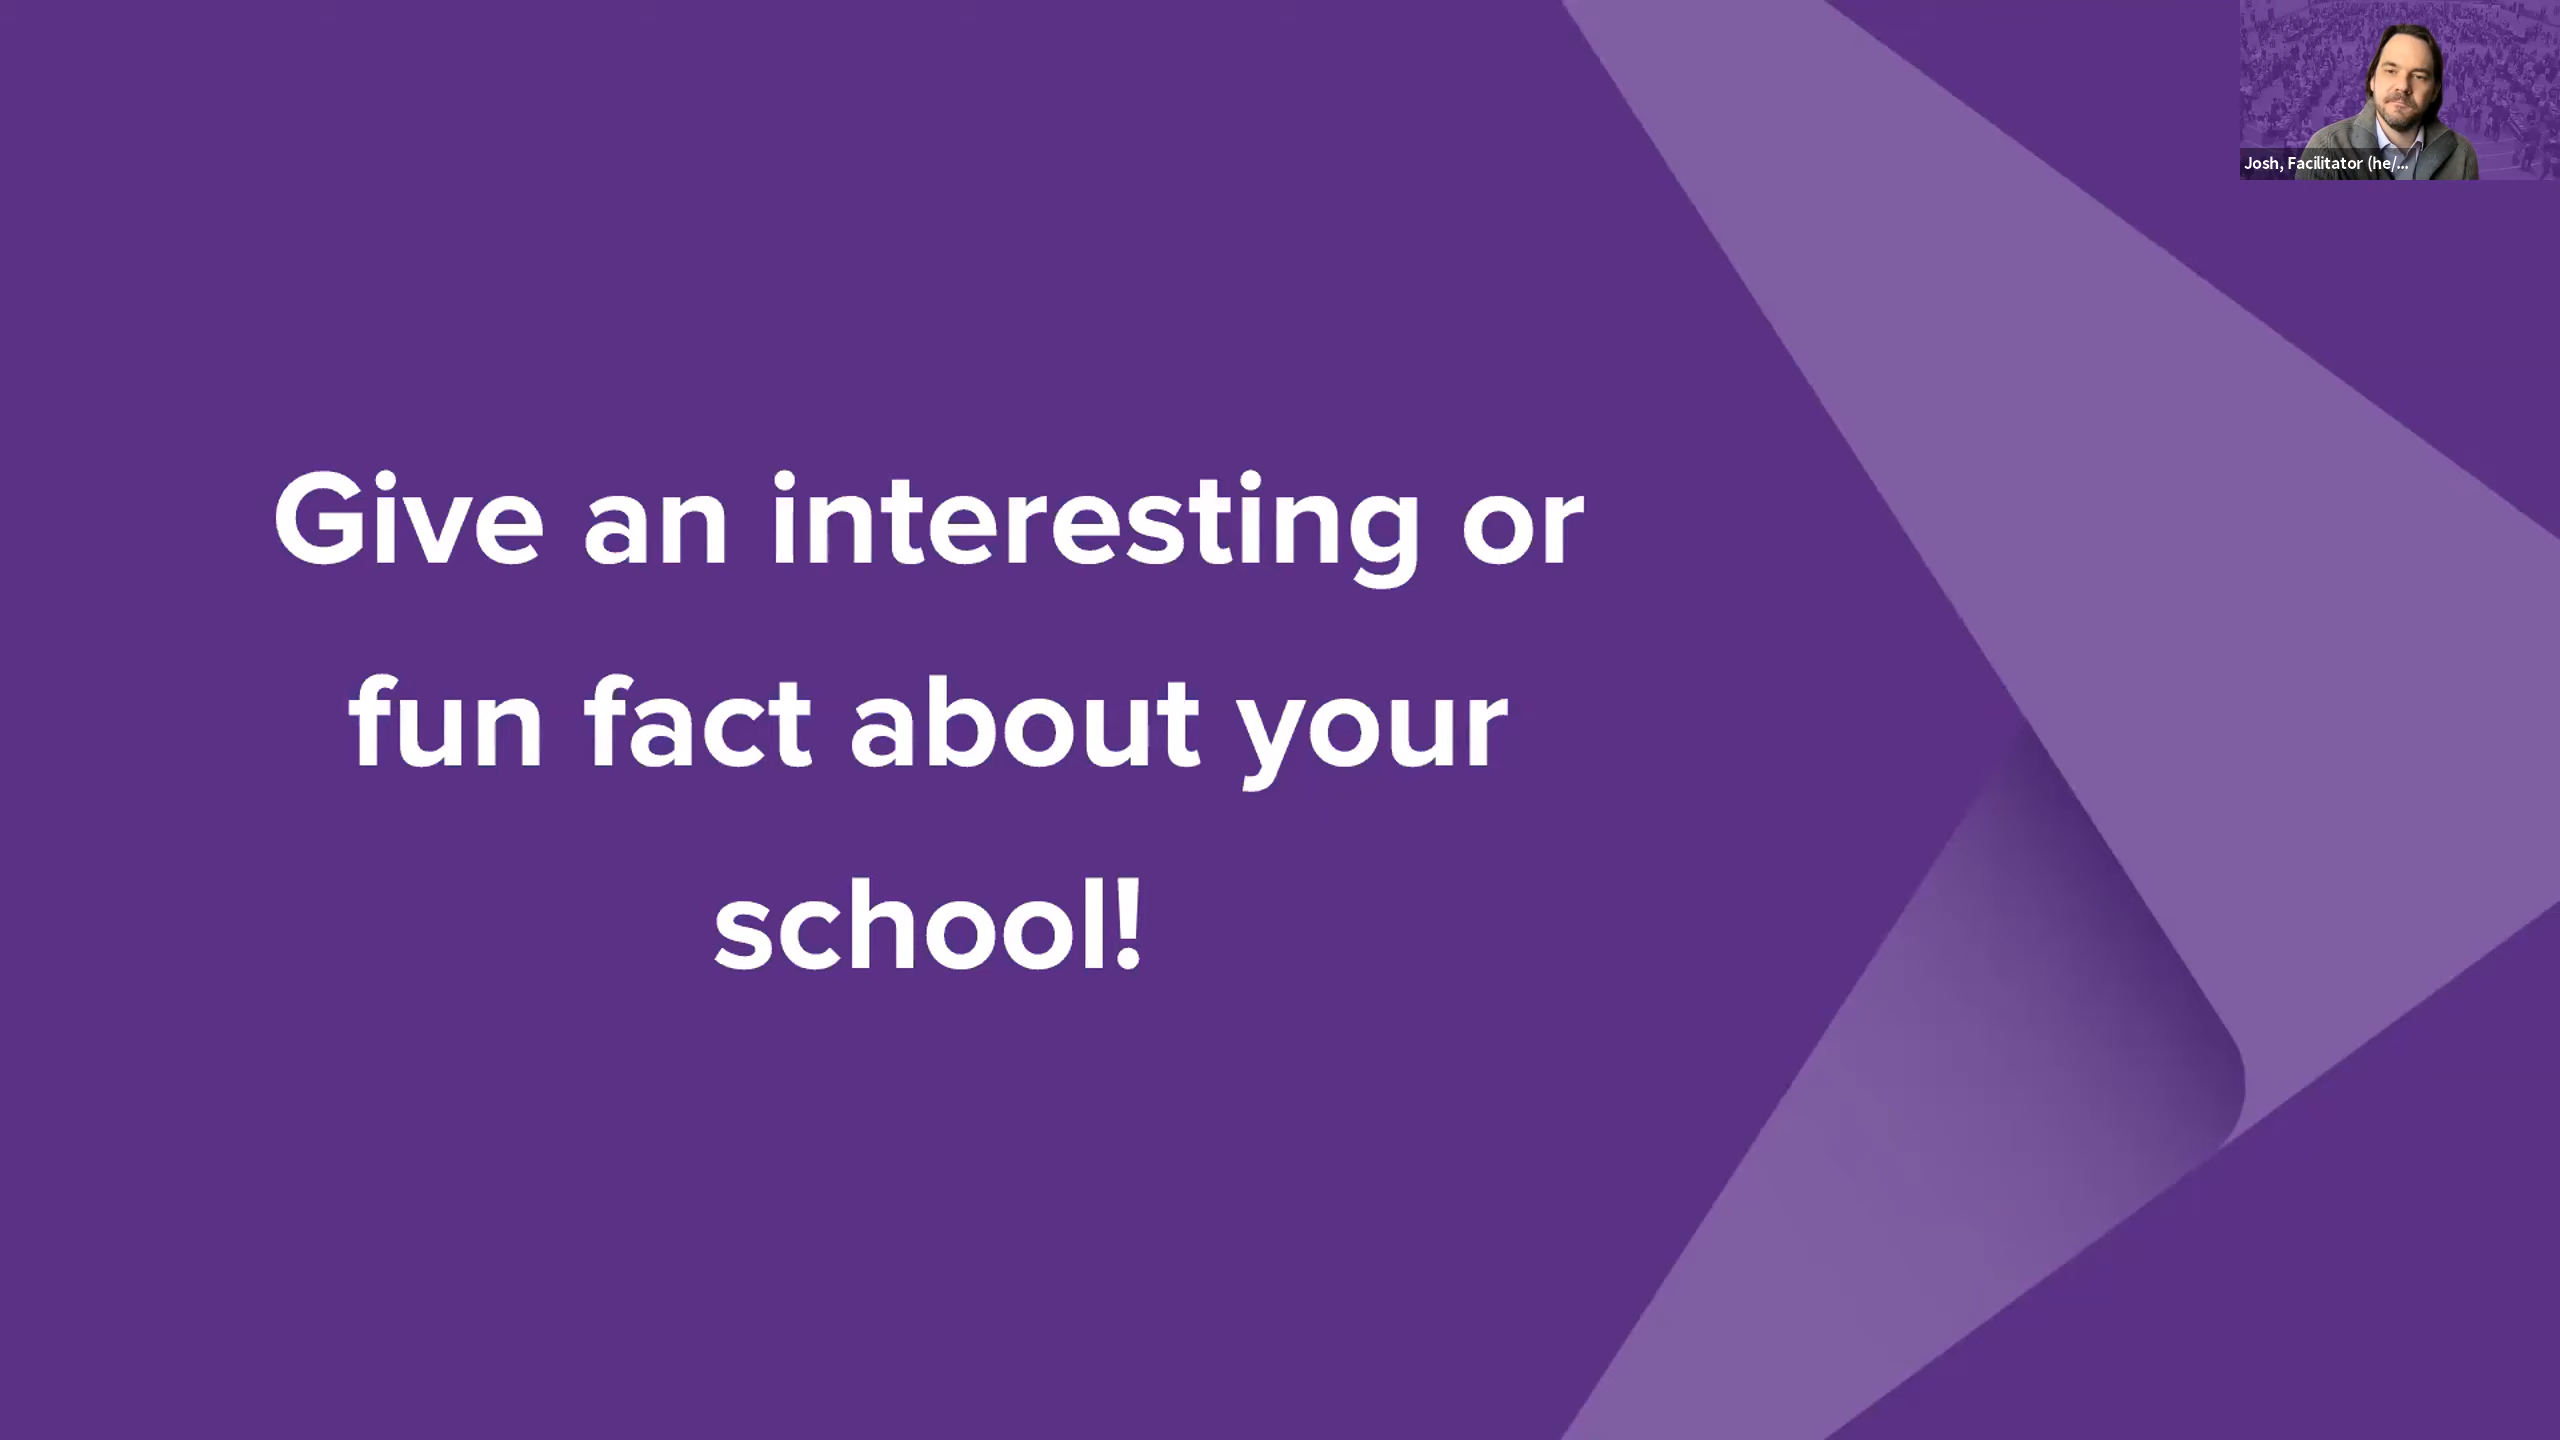 Josh, Facilitator (he/...
Give an interesting or
fun fact about your
school!